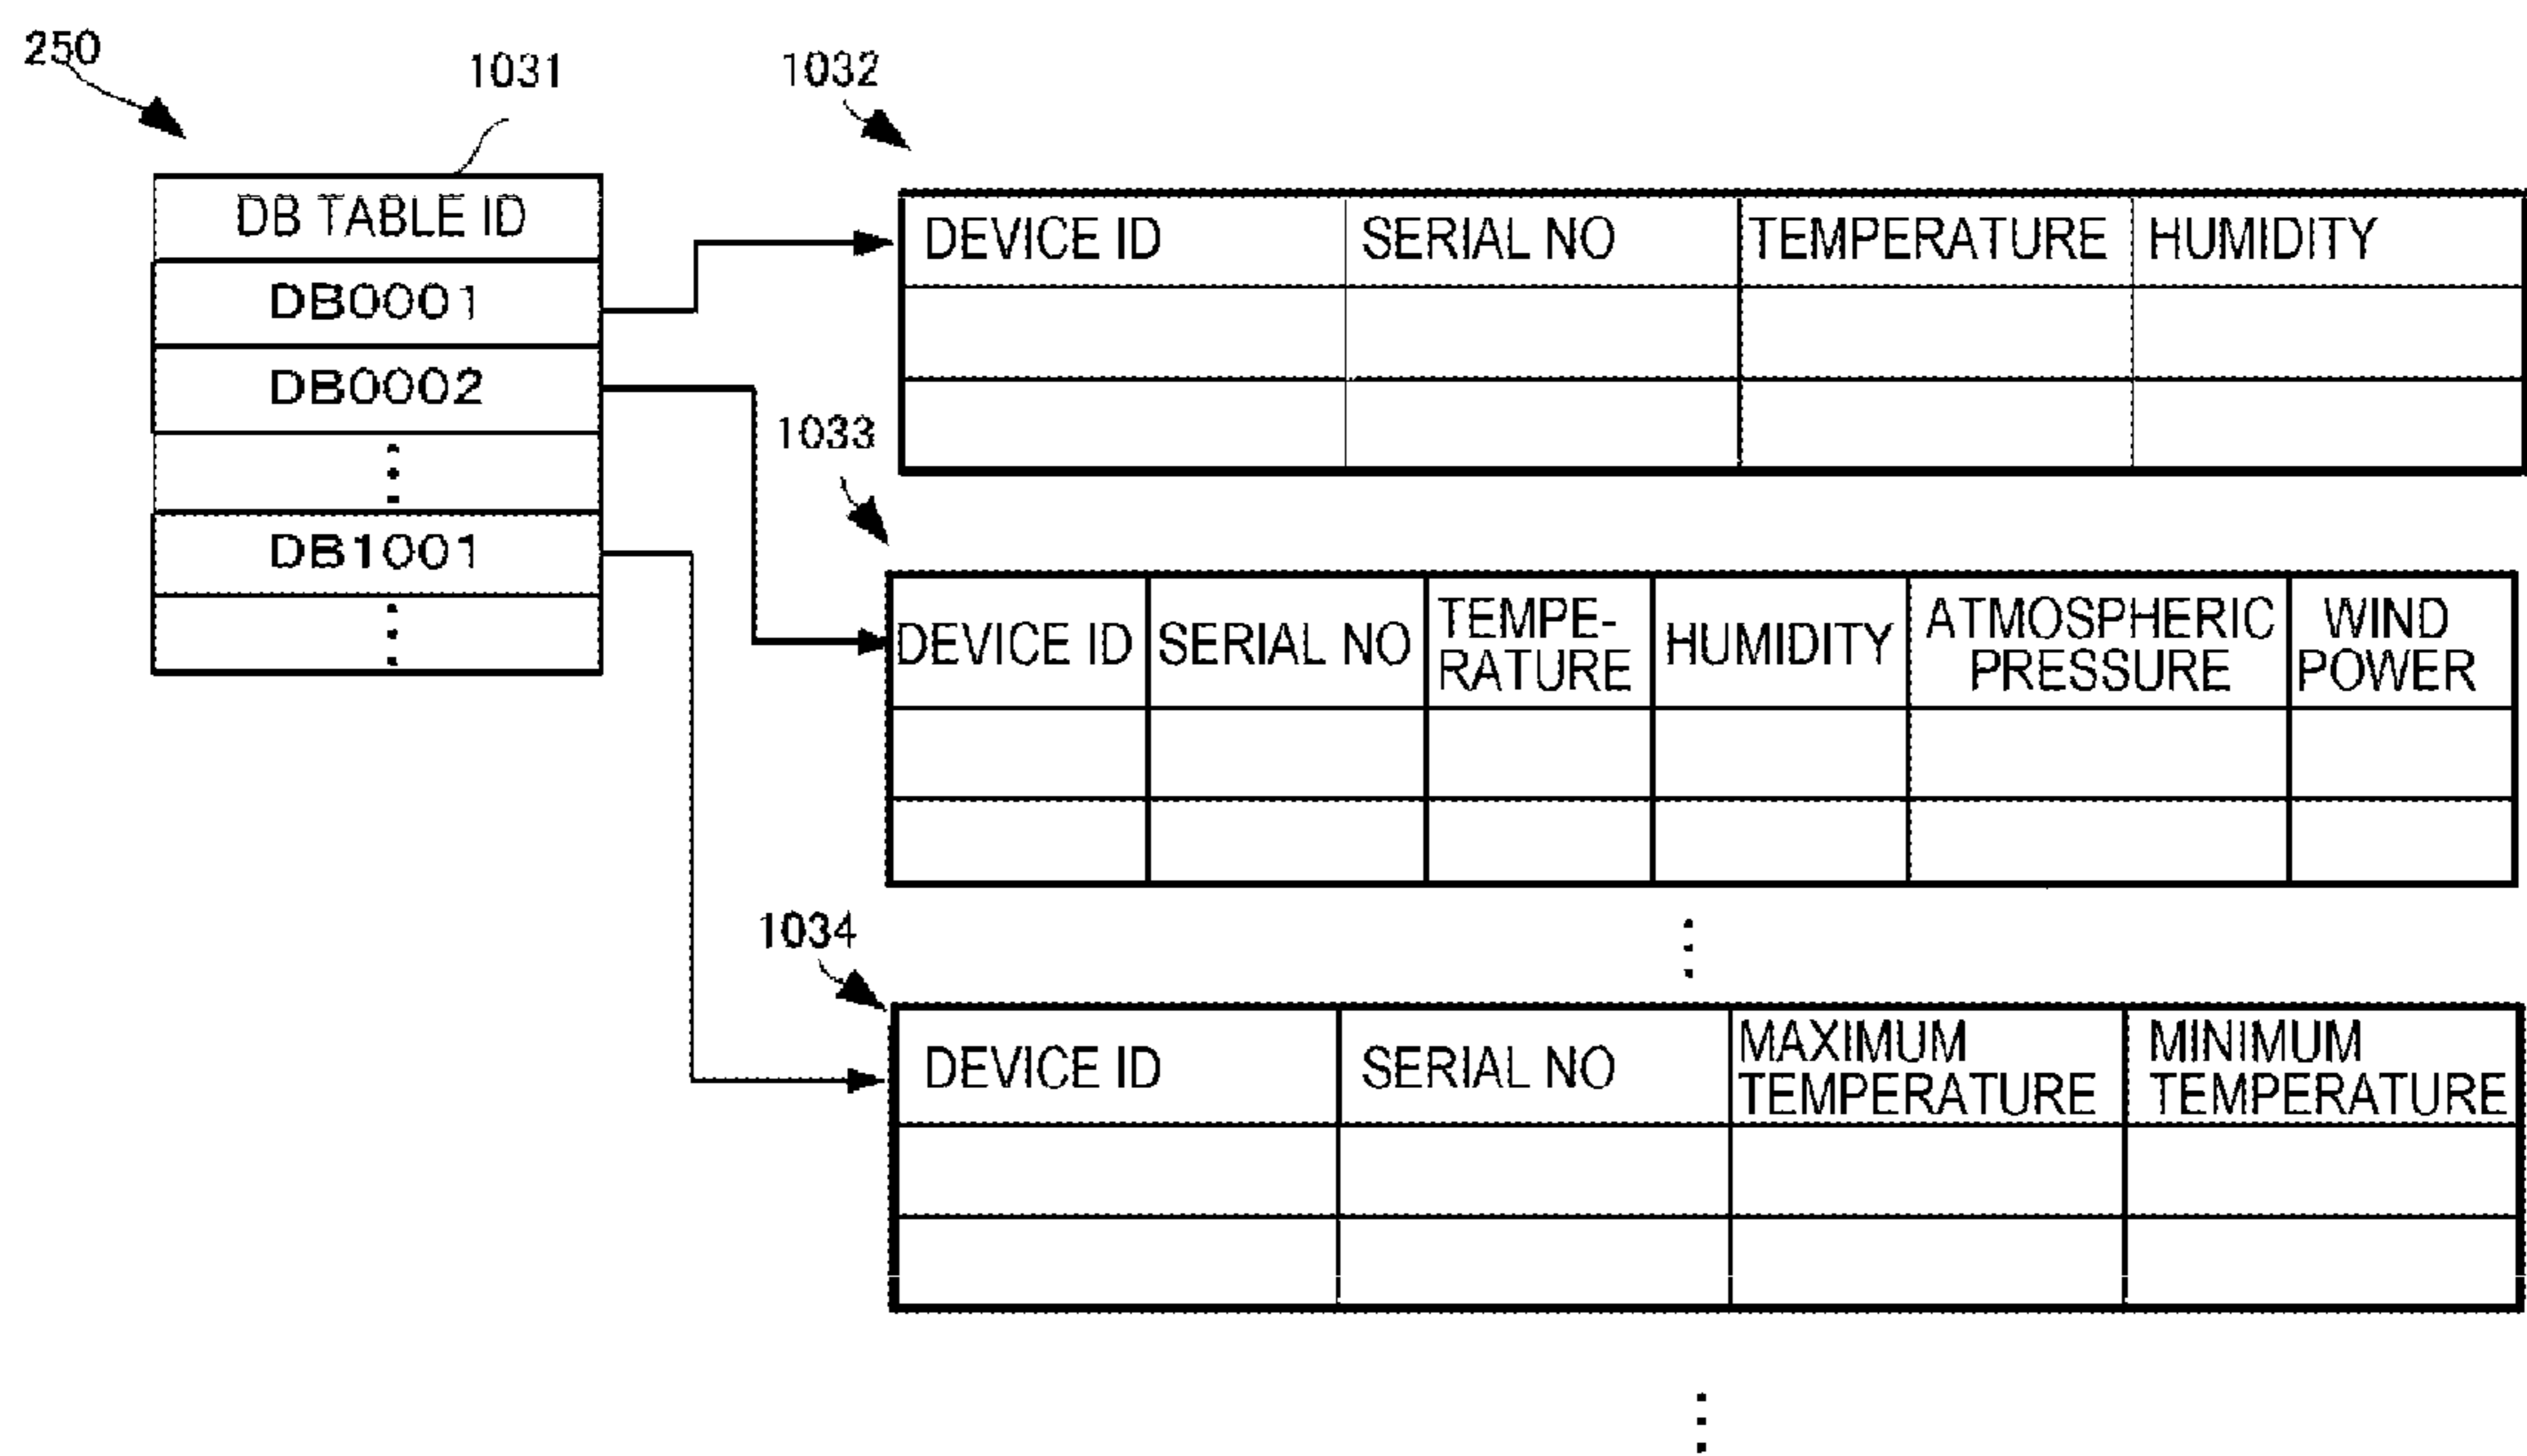 250
1031
1032
DB TABLE ID
DB0001
DB0002
DB1001
DEVICE ID SERIAL NO TEMPERATURE HUMIDITY
1033
DEVICE ID SERIAL NO TEMPE-
RATURE HUMIDITY ATMOSPHERIC
PRESSURE WIND
POWER
1034
DEVICE ID SERIAL NO MAXIMUM
TEMPERATURE MINIMUM
TEMPERATURE